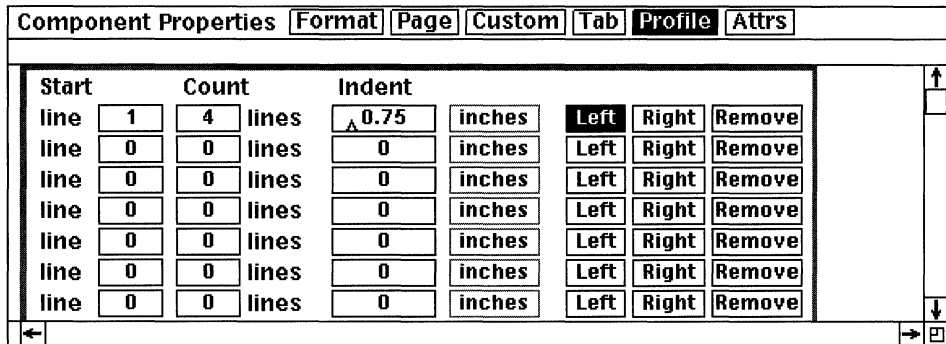 Component Properties Format Page Custom Tab Profile Attrs
Start Count Indent
line 1 4 lines 0.75 inches Left Right Remove
line 0 0 lines 0 inches Left Right Remove
line 0 0 lines 0 inches Left Right Remove
line 0 0 lines 0 inches Left Right Remove
line 0 0 lines 0 inches Left Right Remove
line 0 0 lines 0 inches Left Right Remove
line 0 0 lines 0 inches Left Right Remove